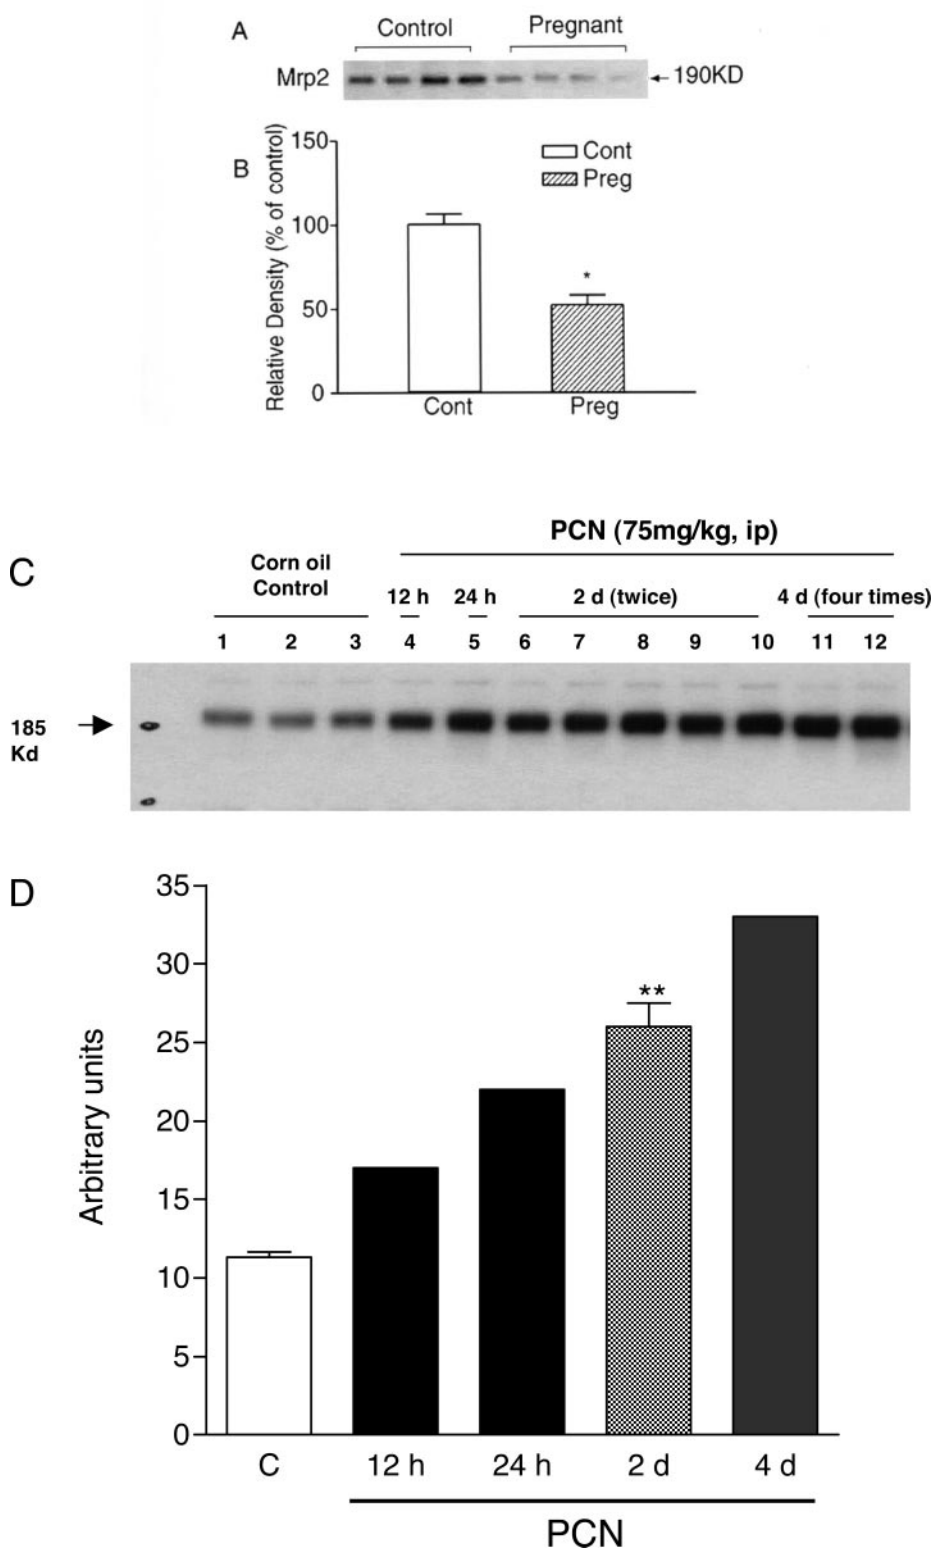 A
Control
Pregnant
Mrp2
190KD
B
Relative Density (% of control)
150
100
50
0
Cont
Preg
*
Cont
Preg
PCN (75mg/kg, ip)
C
Corn oil
Control
12 h
24 h
2 d (twice)
4 d (four times)
1 2 3 4 5 6 7 8 9 10 11 12
185
Kd
D
Arbitrary units
35
30
25
20
15
10
5
0
**
C 12 h 24 h 2 d 4 d
PCN